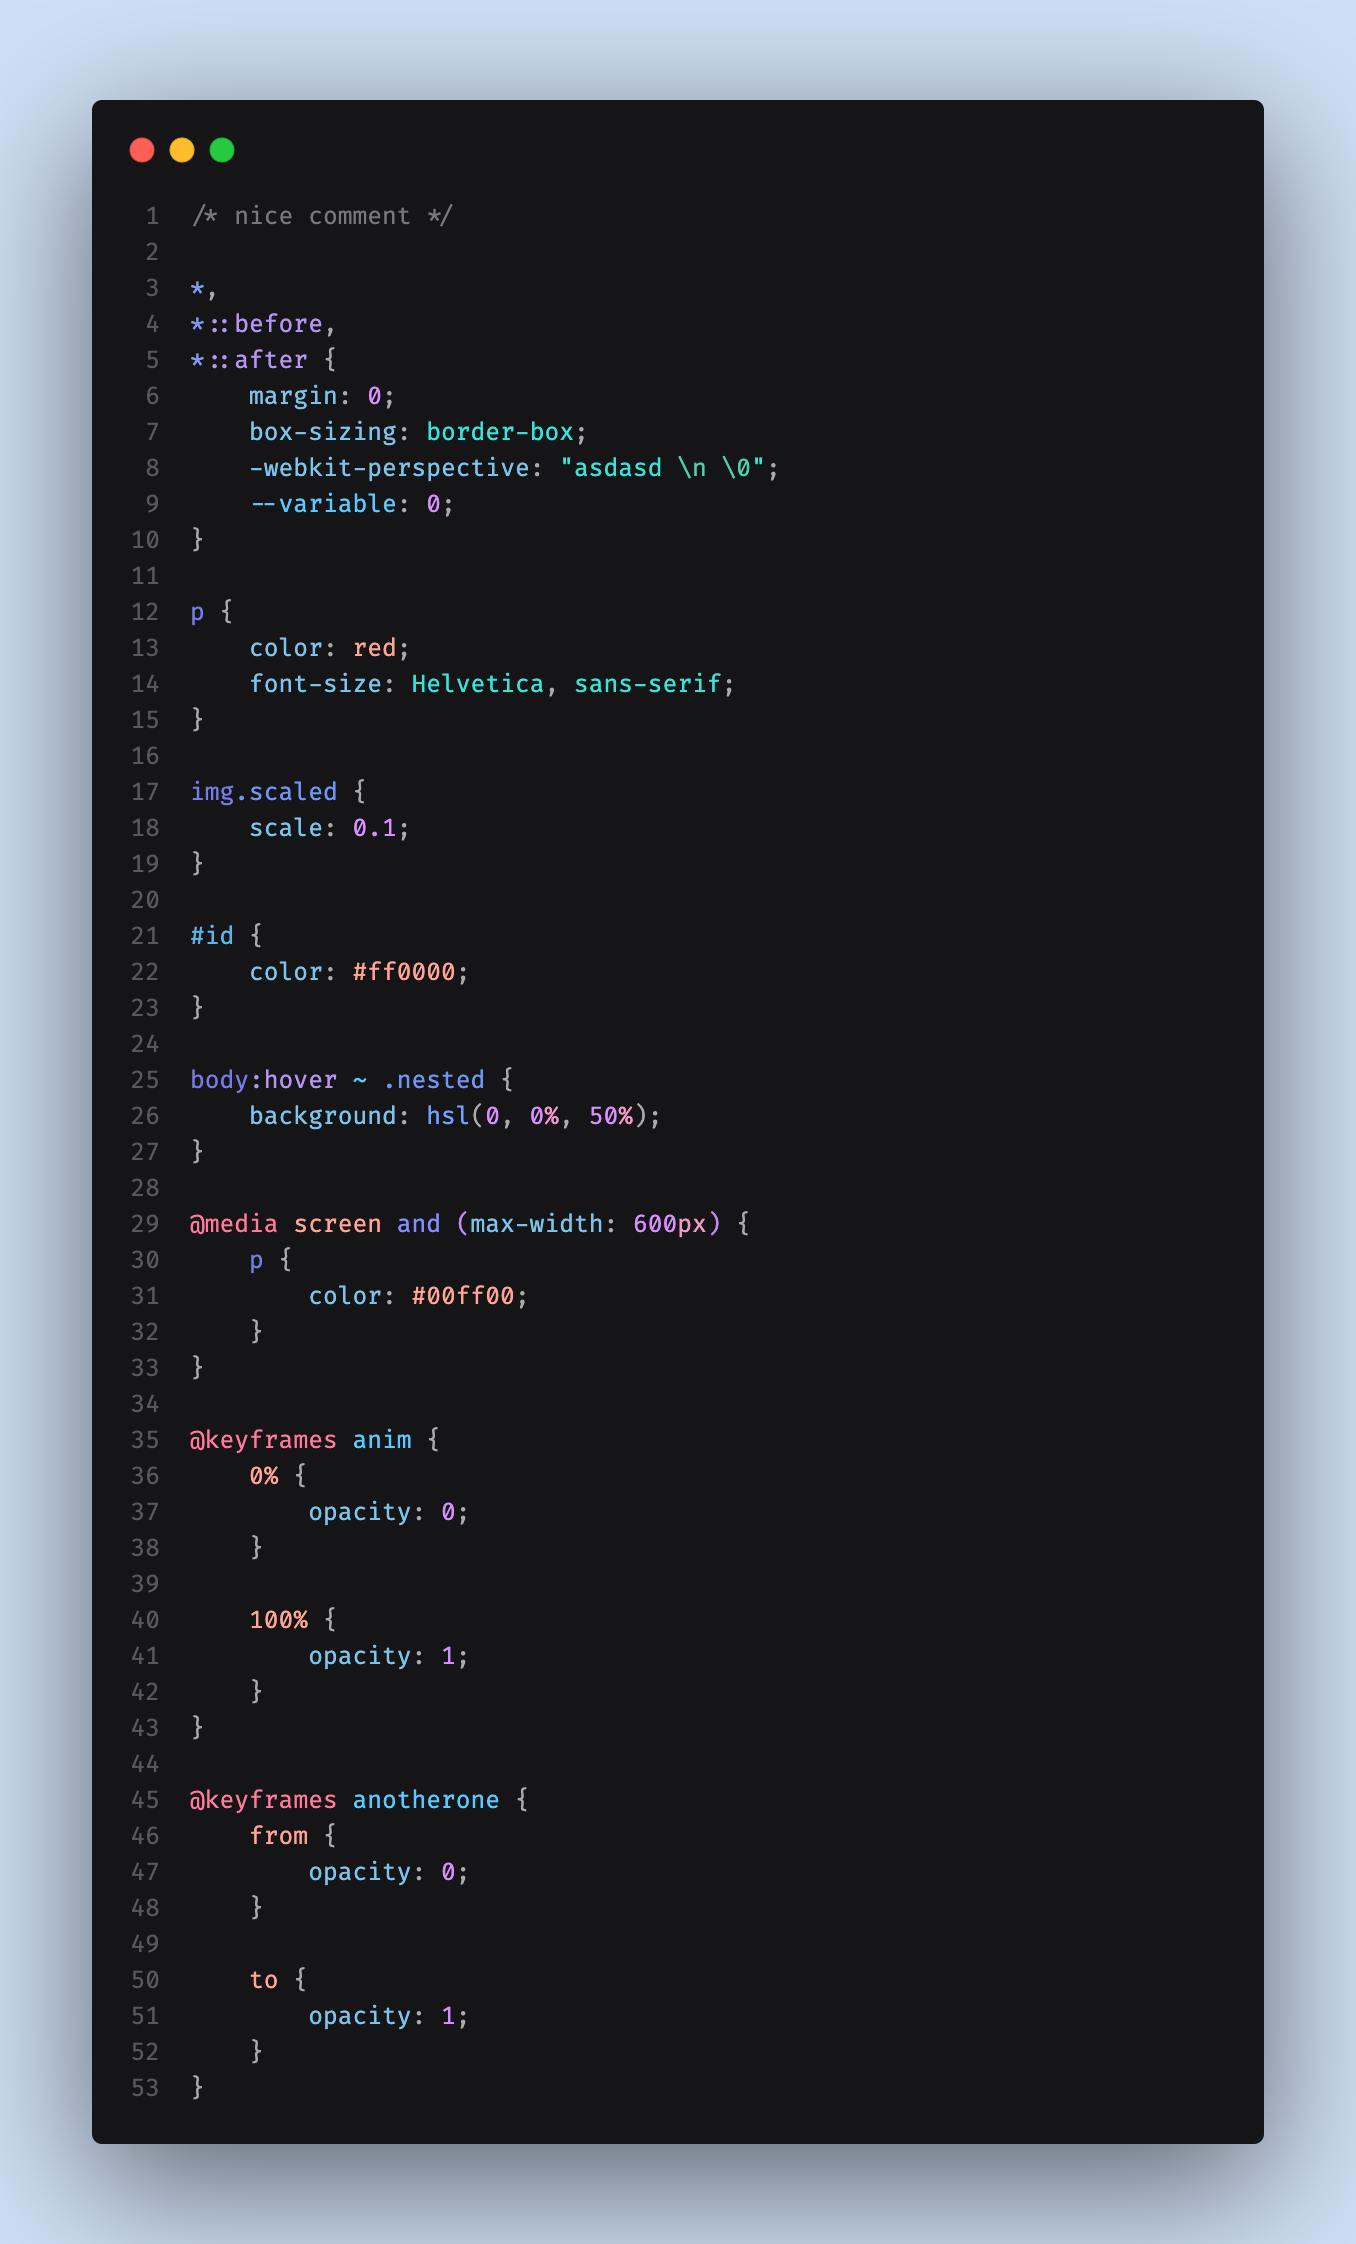 1 /* nice comment */
2
3 *,
4 *::before,
5 *::after {
6     margin: 0;
7     box-sizing: border-box;
8     -webkit-perspective: "asdasd \n \0";
9     --variable: 0;
10 }
11
12 p {
13     color: red;
14     font-size: Helvetica, sans-serif;
15 }
16
17 img.scaled {
18     scale: 0.1;
19 }
20
21 #id {
22     color: #ff0000;
23 }
24
25 body:hover ~ .nested {
26     background: hsl(0, 0%, 50%);
27 }
28
29 @media screen and (max-width: 600px) {
30     p {
31         color: #00ff00;
32     }
33 }
34
35 @keyframes anim {
36     0% {
37         opacity: 0;
38     }
39
40     100% {
41         opacity: 1;
42     }
43 }
44
45 @keyframes anotherone {
46     from {
47         opacity: 0;
48     }
49
50     to {
51         opacity: 1;
52     }
53 }